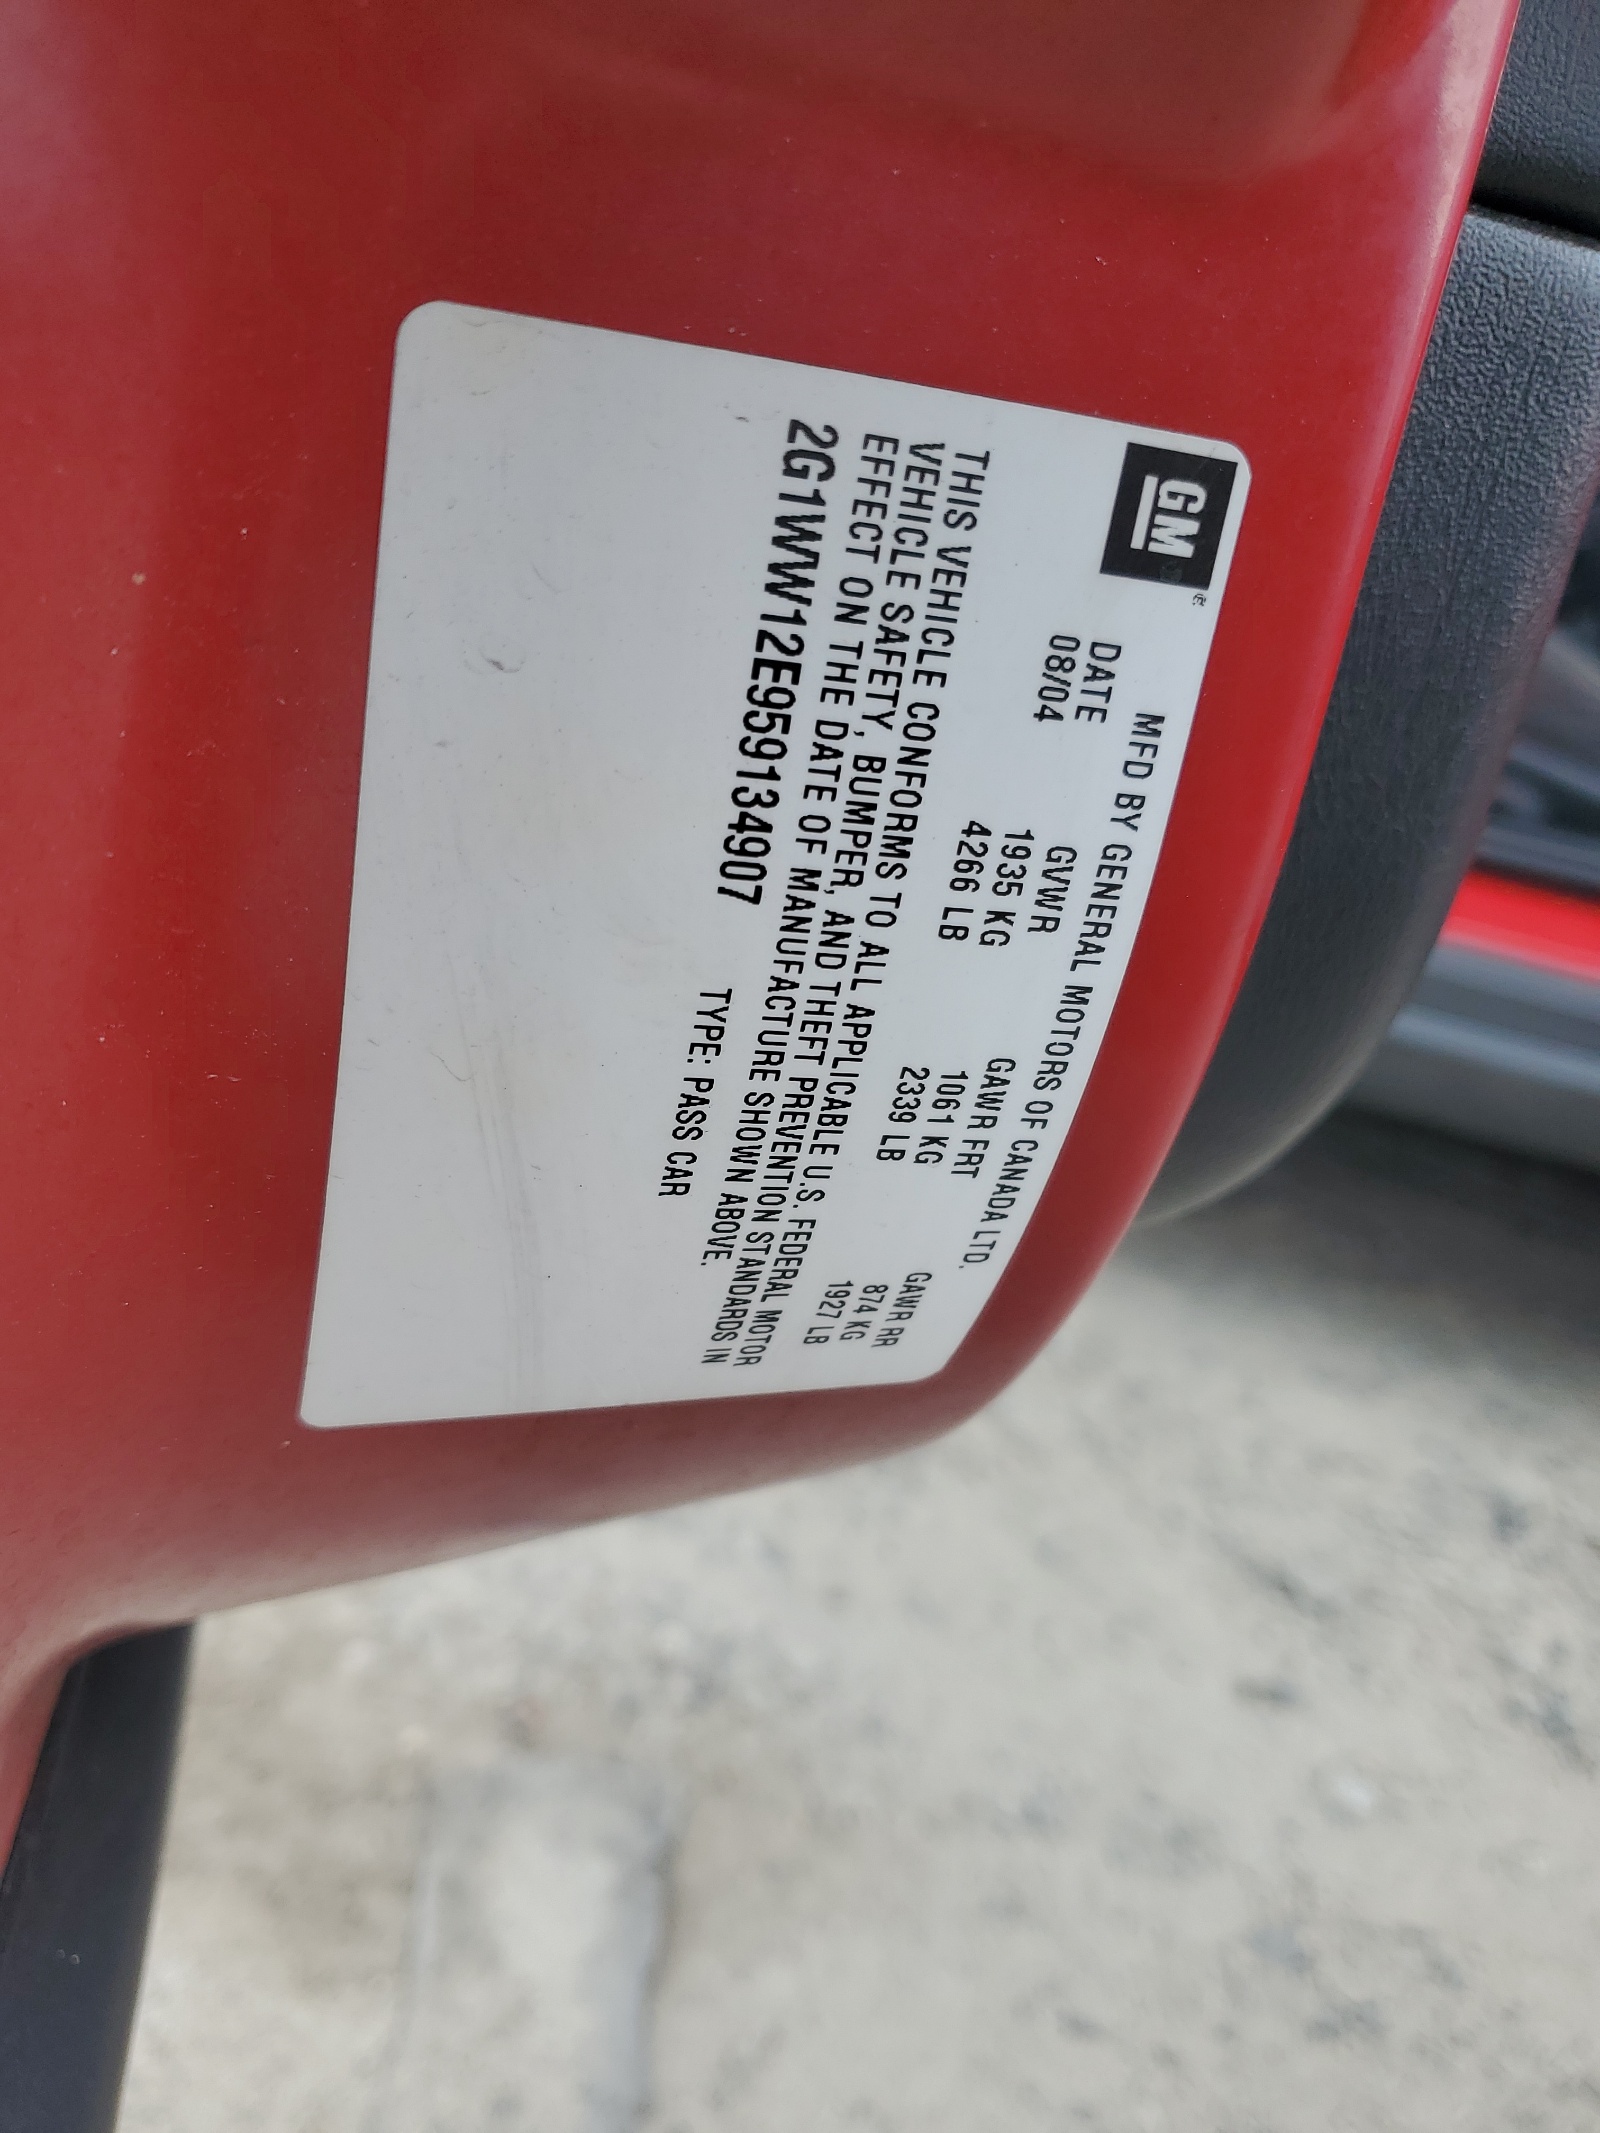 GM
MFD BY GENERAL MOTORS OF CANADA LTD.
DATE GVWR GAWR FRT GAWR RR
08/04 1935 KG 1061 KG 874 KG
4266 LB 2339 LB 1927 LB
THIS VEHICLE CONFORMS TO ALL APPLICABLE U.S. FEDERAL MOTOR
VEHICLE SAFETY, BUMPER, AND THEFT PREVENTION STANDARDS IN
EFFECT ON THE DATE OF MANUFACTURE SHOWN ABOVE.
2G1WW12E959134907 TYPE: PASS CAR